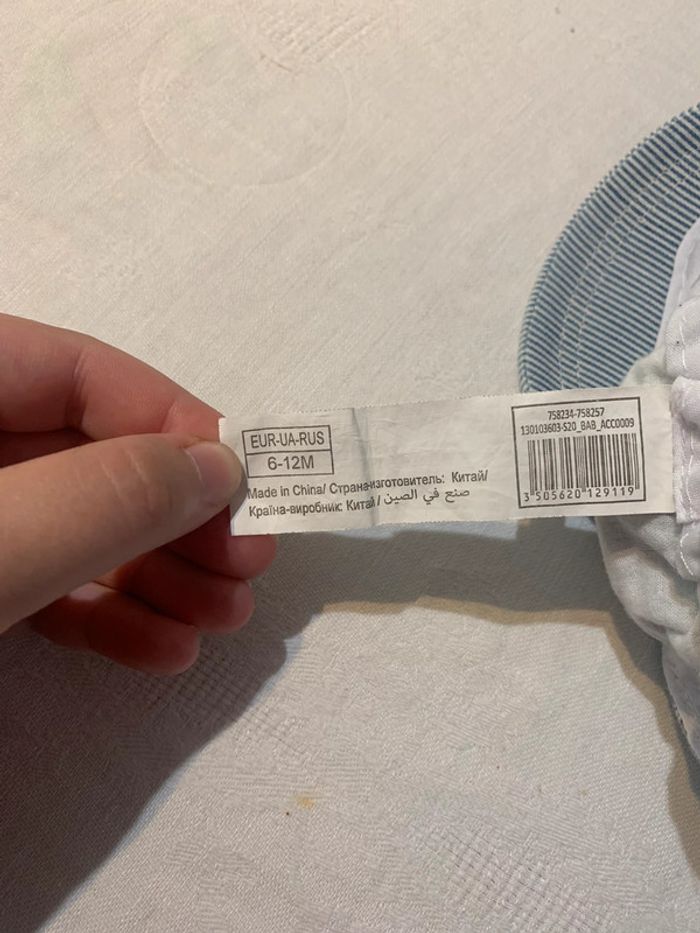 EUR-UA-RUS
6-12M
Made in China/ Страна-изготовитель: Китай/
Країна-виробник: Китай / صنع في الصين
758234-758257
130103603-S20_BAB_ACC0009
3 505620 129119